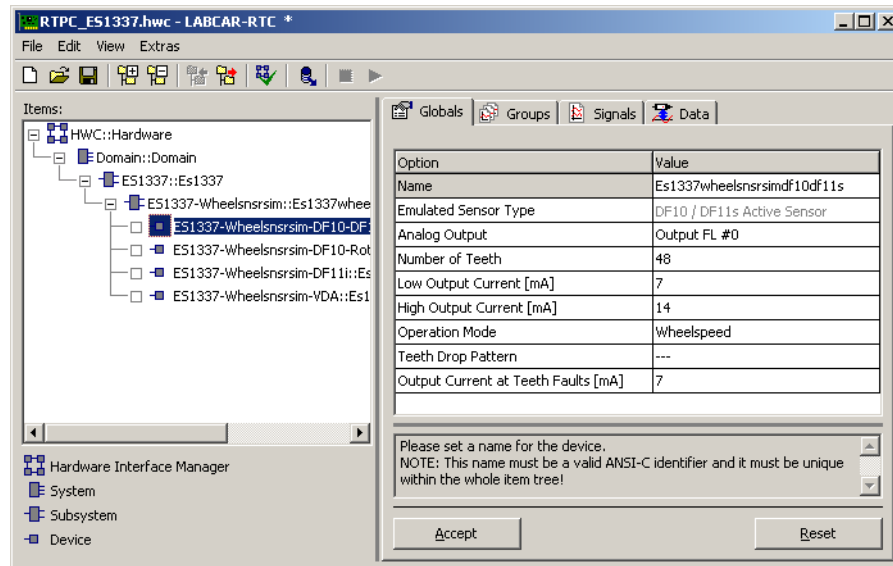 RTPC_ES1337.hwc - LABCAR-RTC *
File Edit View Extras
Items:
HWC::Hardware
Domain::Domain
ES1337::Es1337
ES1337-Wheelsnsrsim::Es1337whee
ES1337-Wheelsnsrsim-DF10-DF1
ES1337-Wheelsnsrsim-DF10-Rot
ES1337-Wheelsnsrsim-DF11i::Es
ES1337-Wheelsnsrsim-VDA::Es1
Hardware Interface Manager
System
Subsystem
Device
Globals Groups Signals Data
Option Value
Name Es1337wheelsnsrsimdf10df11s
Emulated Sensor Type DF10 / DF11s Active Sensor
Analog Output Output FL #0
Number of Teeth 48
Low Output Current [mA] 7
High Output Current [mA] 14
Operation Mode Wheelspeed
Teeth Drop Pattern ---
Output Current at Teeth Faults [mA] 7
Please set a name for the device.
NOTE: This name must be a valid ANSI-C identifier and it must be unique
within the whole item tree!
Accept Reset